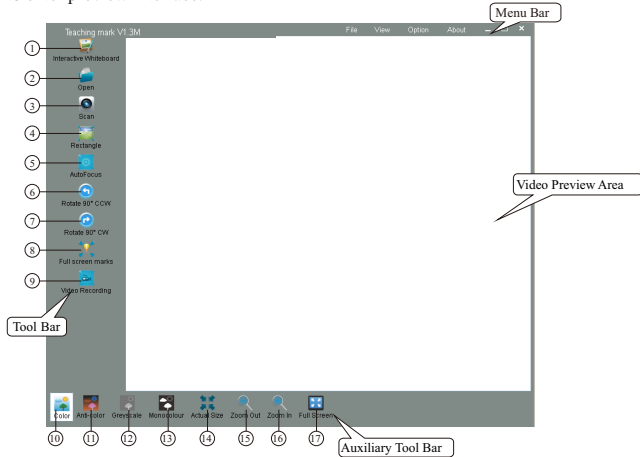 Menu Bar
Teaching mark V1.3M
File View Option About
1 Interactive Whiteboard
2 Open
3 Scan
4 Rectangle
5 AutoFocus
6 Rotate 90° CCW
7 Rotate 90° CW
8 Full screen marks
9 Video Recording
Video Preview Area
Tool Bar
Color Anti-color Greyscale Monocolour Actual Size Zoom Out Zoom In Full Screen
10 11 12 13 14 15 16 17
Auxiliary Tool Bar